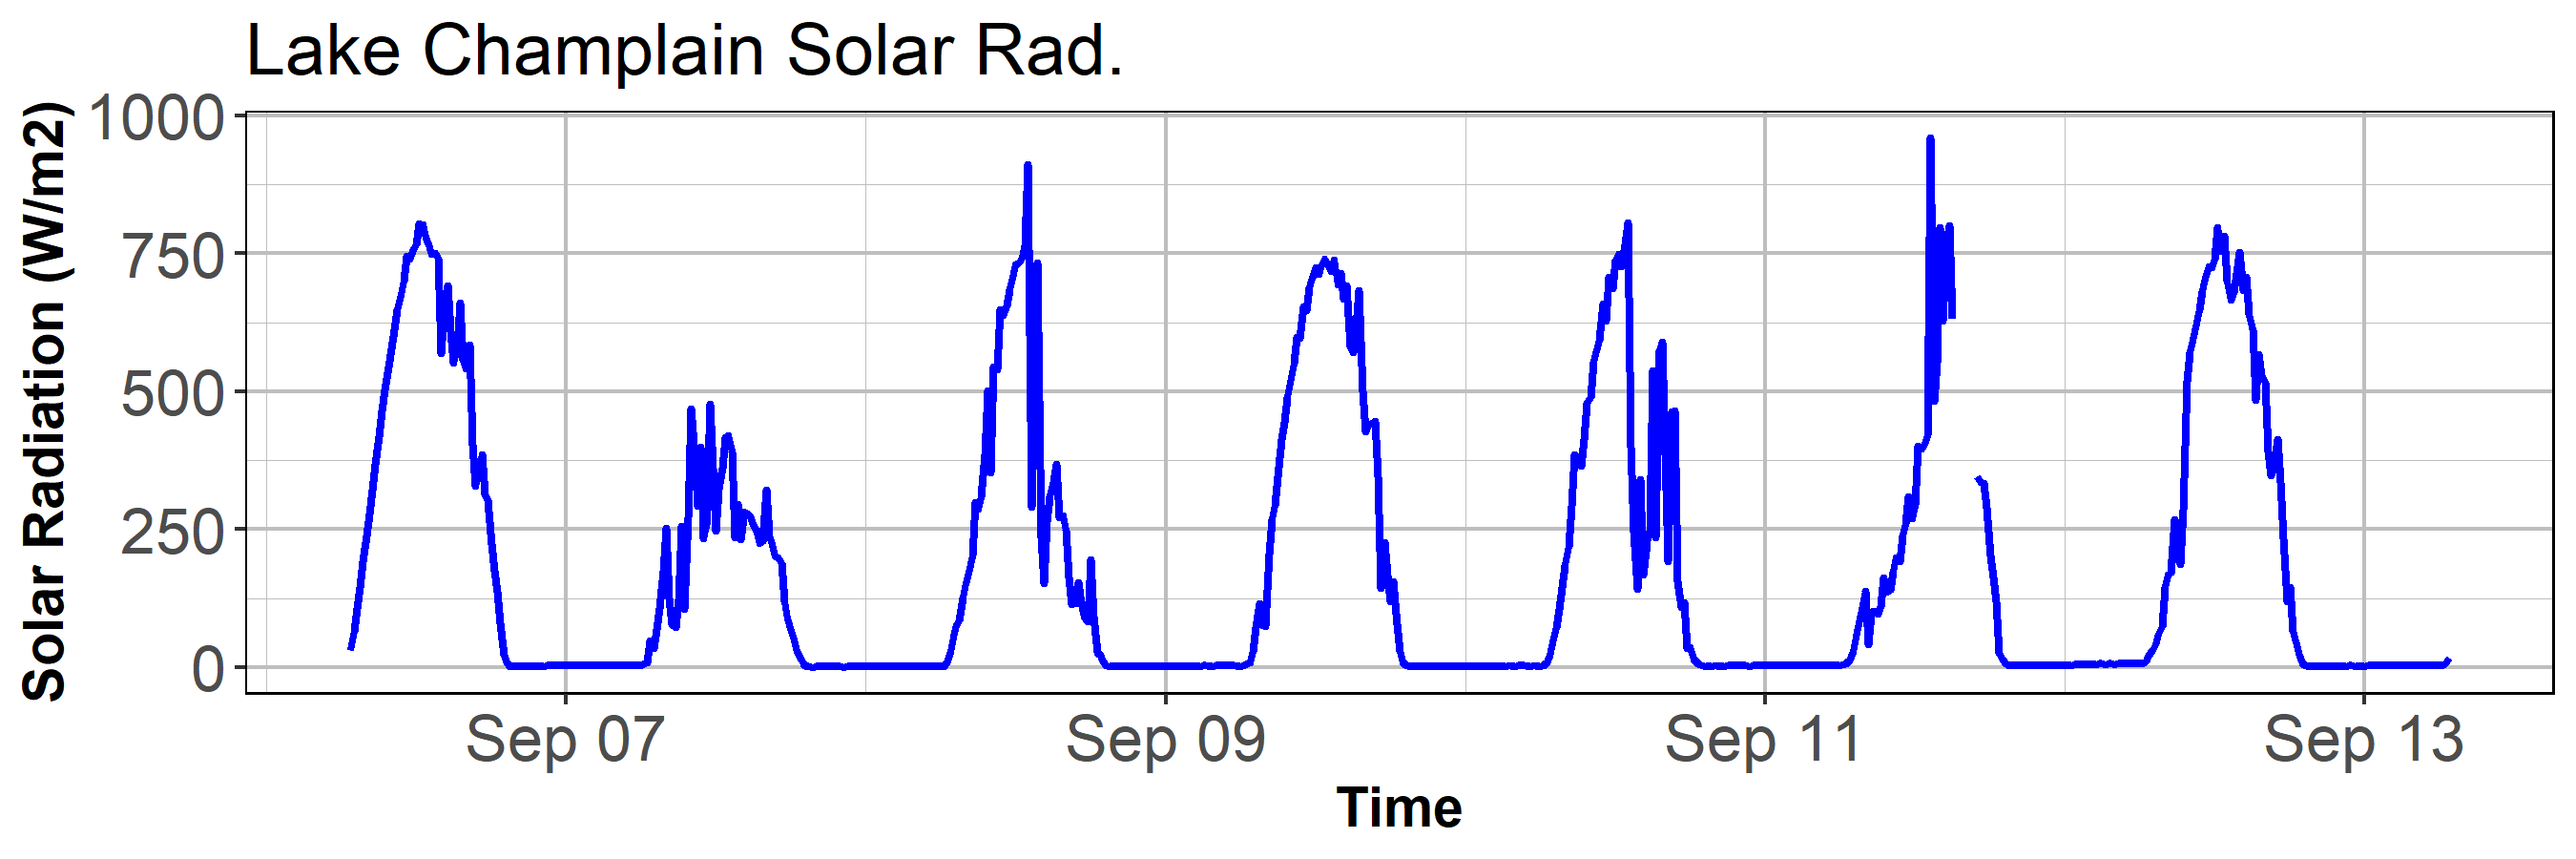 Lake Champlain Solar Rad.
Solar Radiation (W/m2)
1000
750
500
250
0
Sep 07 Sep 09 Sep 11 Sep 13
Time